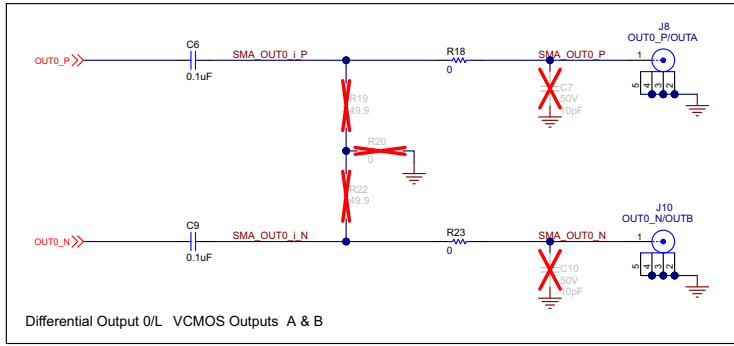 J8
OUT0_P/OUTA
C6
SMA_OUT0_i_P
R18
SMA_OUT0_P
OUT0_P
1
0.1uF
0
C7
50V
10pF
5
4
3
2
R19
49.9
R20
0
R22
49.9
J10
OUT0_N/OUTB
C9
SMA_OUT0_i_N
R23
SMA_OUT0_N
OUT0_N
1
0.1uF
0
C10
50V
10pF
5
4
3
2
Differential Output 0/L VCMOS Outputs A & B